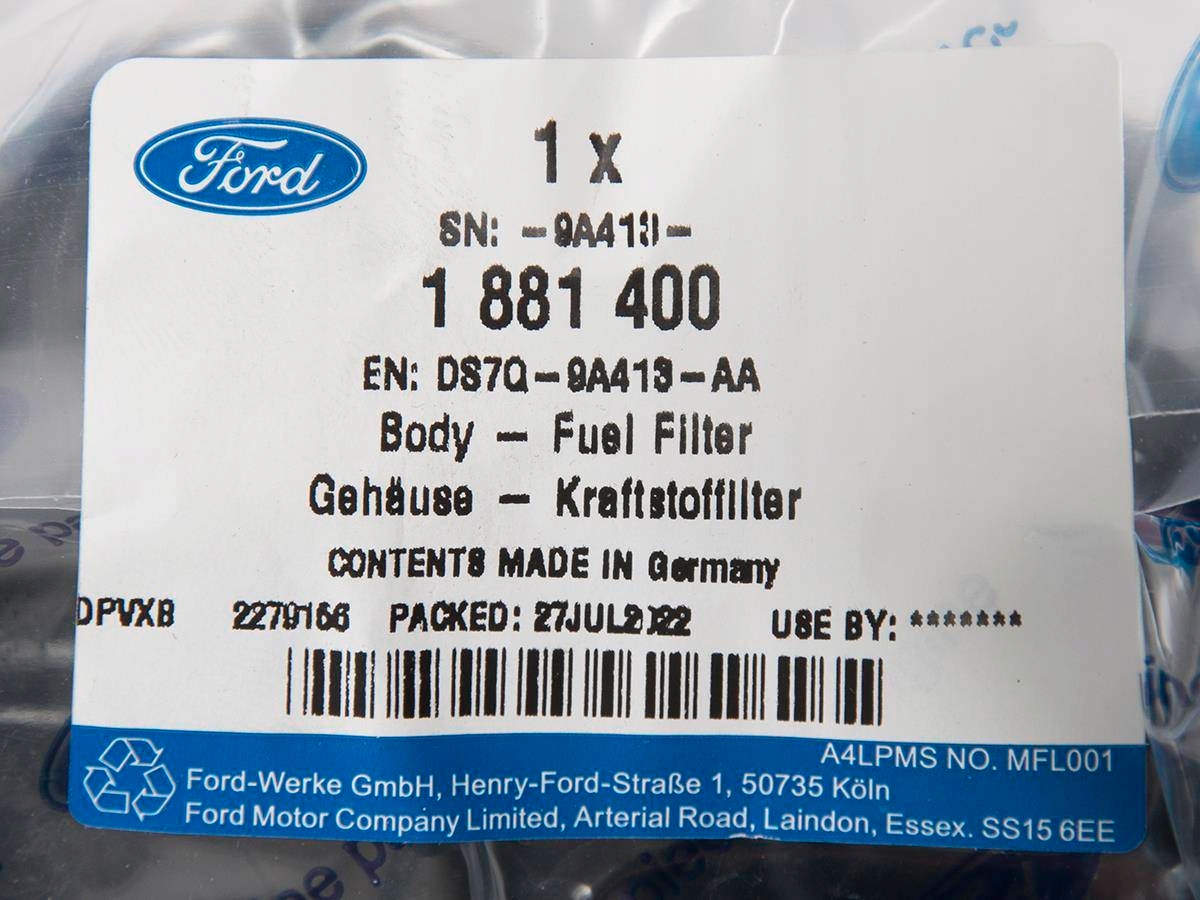 Ford
1 x
SN: -9A413-
1 881 400
EN: DS7Q-9A413-AA
Body - Fuel Filter
Gehäuse - Kraftstoffilter
CONTENTS MADE IN Germany
DPVXB 2279166 PACKED: 27JUL2022 USE BY: *******
A4LPMS NO. MFL001
Ford-Werke GmbH, Henry-Ford-Straße 1, 50735 Köln
Ford Motor Company Limited, Arterial Road, Laindon, Essex. SS15 6EE